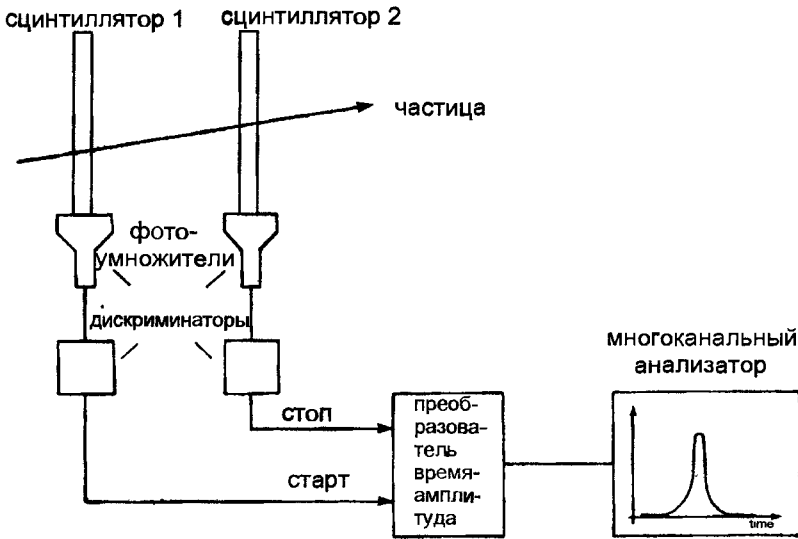 сцинтиллятор 1
сцинтиллятор 2
частица
фото-
умножители
дискриминаторы
многоканальный
анализатор
стоп
старт
преоб-
разова-
тель
время-
ампли-
туда
time